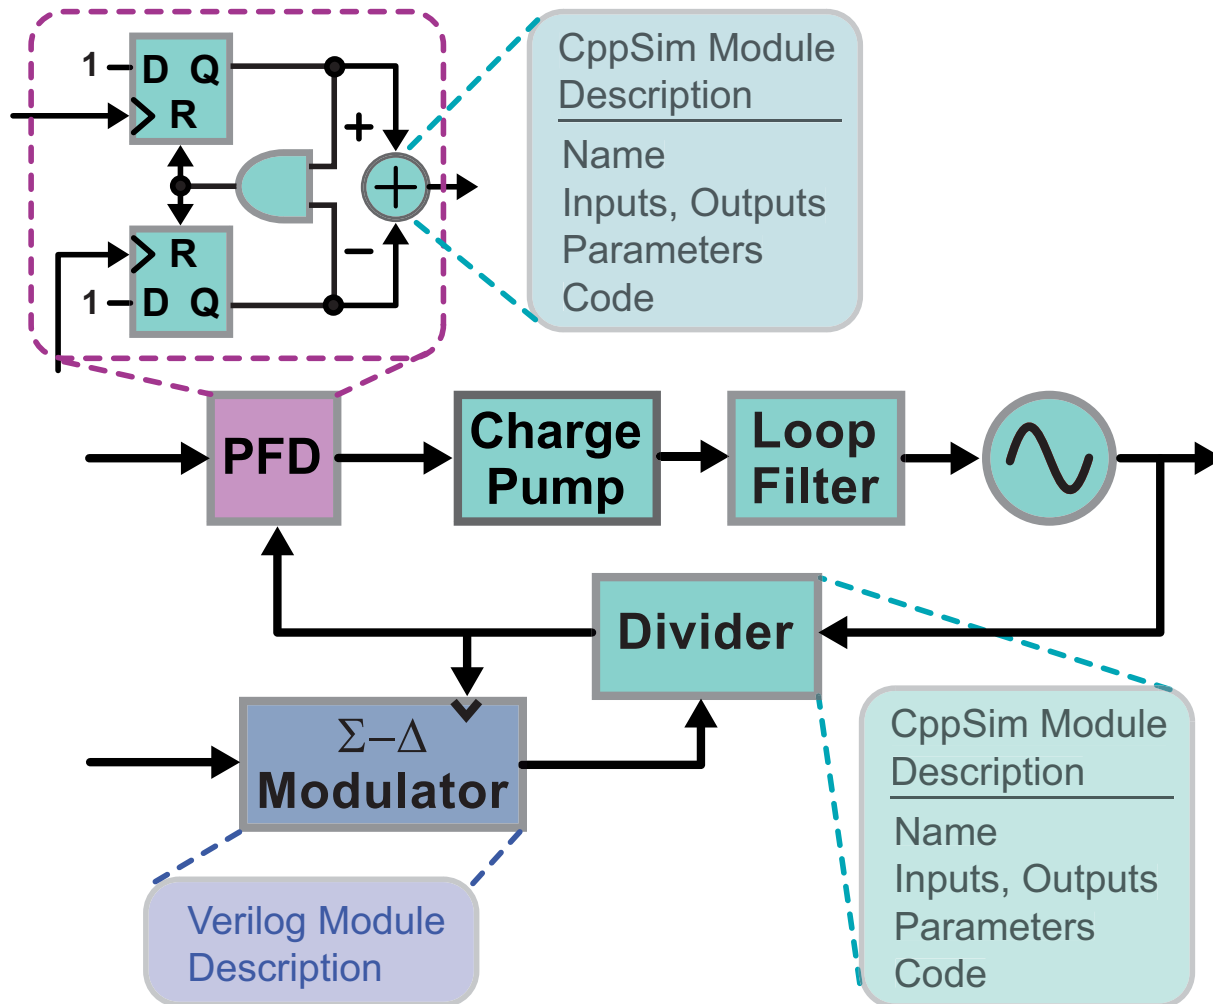 1
D Q
R
+
−
R
1
D Q
CppSim Module
Description
Name
Inputs, Outputs
Parameters
Code
PFD
Charge
Pump
Loop
Filter
Divider
Σ−Δ
Modulator
CppSim Module
Description
Name
Inputs, Outputs
Parameters
Code
Verilog Module
Description